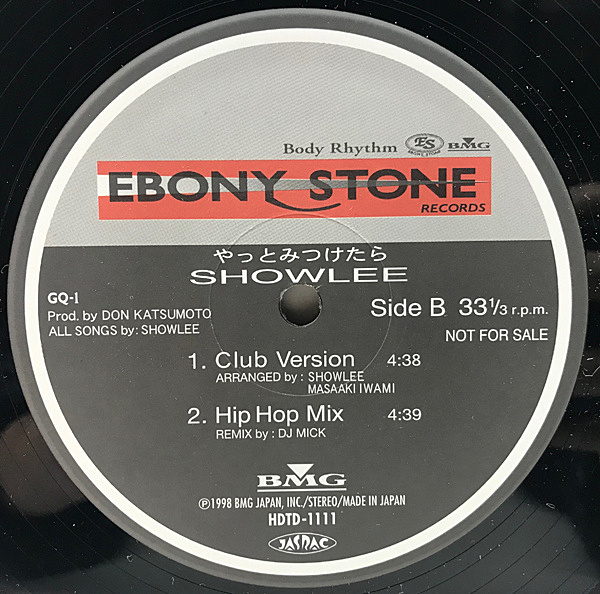 Body Rhythm ES BMG
EBONY STONE
EBONY STONE
RECORDS
やっとみつけたら
SHOWLEE
GQ-1
Side B 33 1/3 r.p.m.
Prod. by DON KATSUMOTO
ALL SONGS by: SHOWLEE
NOT FOR SALE
1. Club Version 4:38
ARRANGED by : SHOWLEE
MASAAKI IWAMI
2. Hip Hop Mix 4:39
REMIX by : DJ MICK
BMG
Ⓟ1998 BMG JAPAN, INC./STEREO/MADE IN JAPAN
HDTD-1111
JASRAC